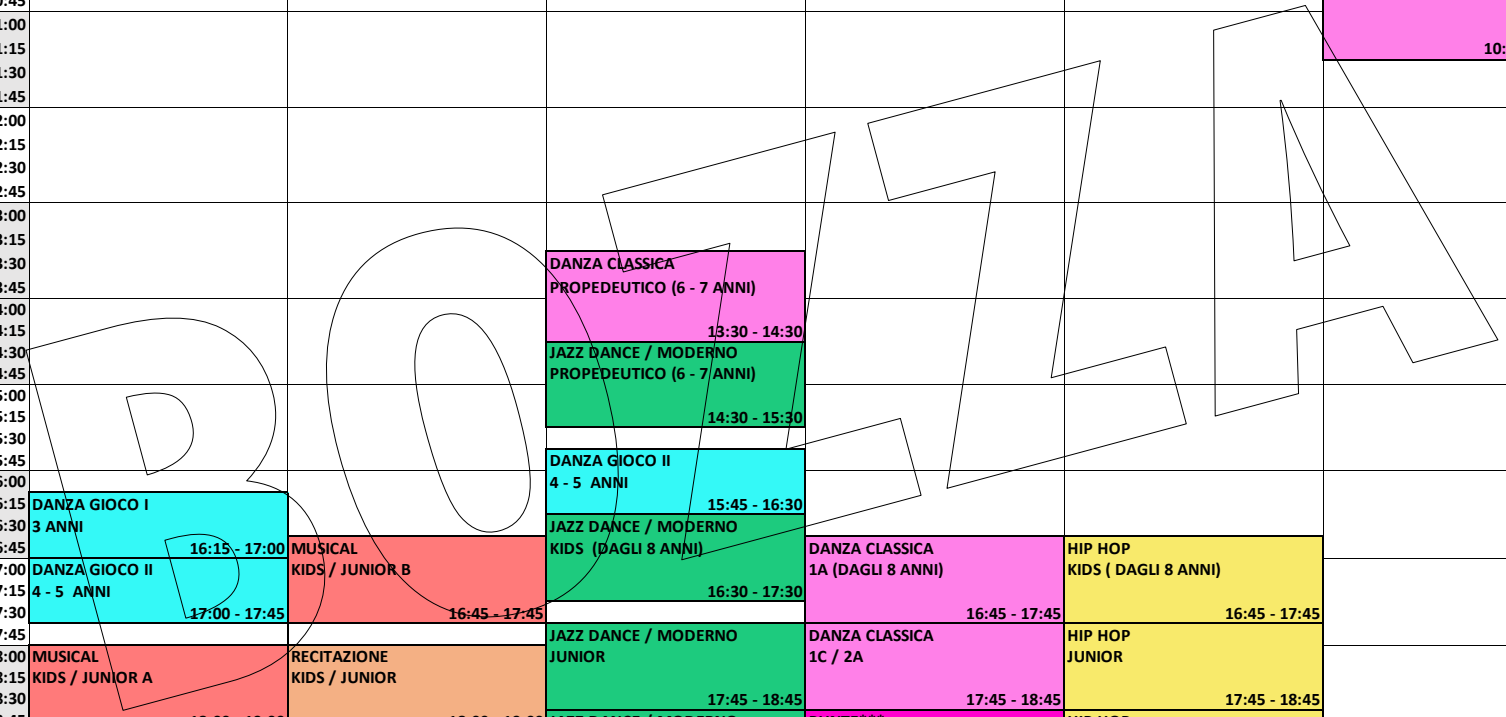 :45
1:00
1:15
10:
1:30
1:45
2:00
2:15
2:30
2:45
3:00
3:15
3:30
3:45
4:00
4:15
4:30
4:45
5:00
5:15
5:30
5:45
6:00
6:15
6:30
6:45
7:00
7:15
7:30
7:45
8:00
8:15
8:30
DANZA GIOCO I
3 ANNI
16:15 - 17:00
DANZA GIOCO II
4 - 5 ANNI
17:00 - 17:45
MUSICAL
KIDS / JUNIOR A
MUSICAL
KIDS / JUNIOR B
16:45 - 17:45
RECITAZIONE
KIDS / JUNIOR
DANZA CLASSICA
PROPEDEUTICO (6 - 7 ANNI)
13:30 - 14:30
JAZZ DANCE / MODERNO
PROPEDEUTICO (6 - 7 ANNI)
14:30 - 15:30
DANZA GIOCO II
4 - 5 ANNI
15:45 - 16:30
JAZZ DANCE / MODERNO
KIDS (DAGLI 8 ANNI)
16:30 - 17:30
JAZZ DANCE / MODERNO
JUNIOR
17:45 - 18:45
JAZZ DANCE / MODERNO
DANZA CLASSICA
1A (DAGLI 8 ANNI)
16:45 - 17:45
DANZA CLASSICA
1C / 2A
17:45 - 18:45
HIP HOP
KIDS ( DAGLI 8 ANNI)
16:45 - 17:45
HIP HOP
JUNIOR
17:45 - 18:45
HIP HOP
BOZZA